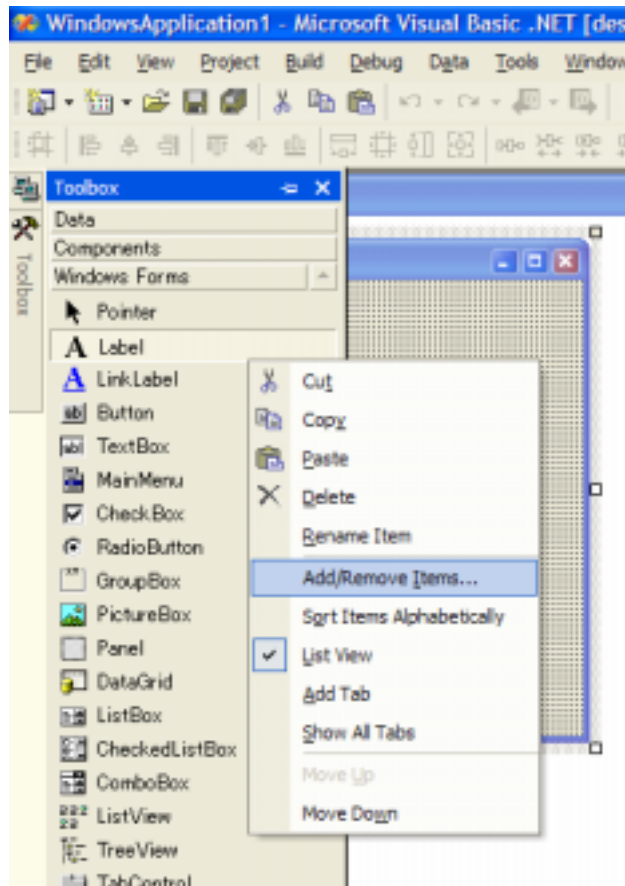 WindowsApplication1 - Microsoft Visual Basic .NET [des
File Edit View Project Build Debug Data Tools Window
Toolbox
Toolbox
Data
Components
Windows Forms
Pointer
Label
LinkLabel
Button
TextBox
MainMenu
CheckBox
RadioButton
GroupBox
PictureBox
Panel
DataGrid
ListBox
CheckedListBox
ComboBox
ListView
TreeView
TabControl
Cut
Copy
Paste
Delete
Rename Item
Add/Remove Items...
Sort Items Alphabetically
List View
Add Tab
Show All Tabs
Move Up
Move Down